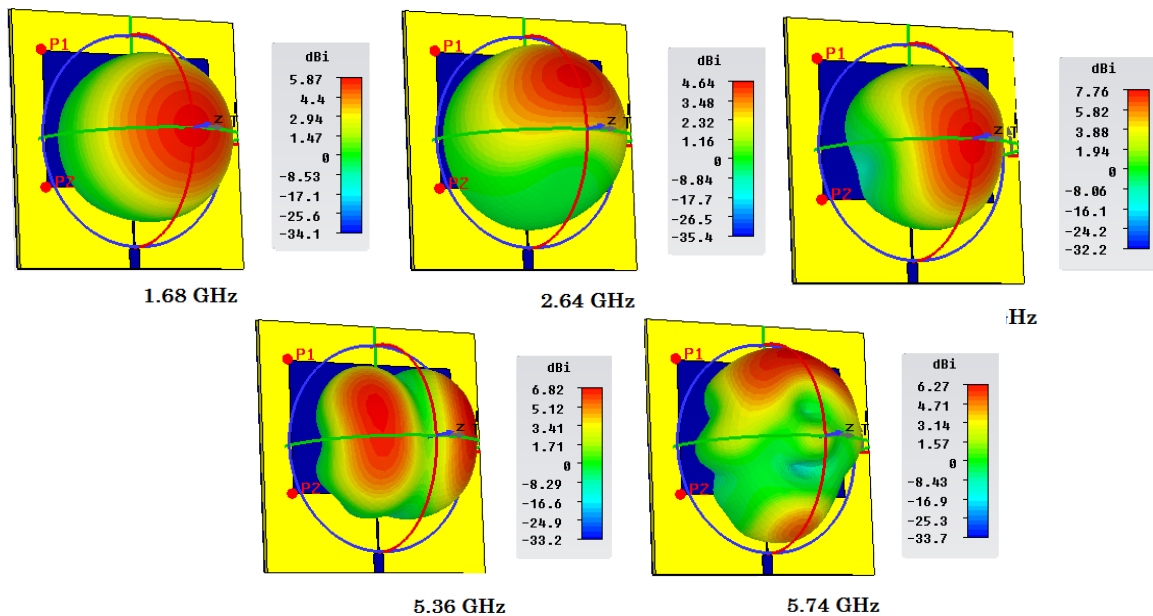 P1
P2
z
dBi
5.87
4.4
2.94
1.47
0
-8.53
-17.1
-25.6
-34.1
1.68 GHz
P1
P2
z
dBi
4.64
3.48
2.32
1.16
0
-8.84
-17.7
-26.5
-35.4
2.64 GHz
P1
P2
z
dBi
7.76
5.82
3.88
1.94
0
-8.06
-16.1
-24.2
-32.2
Hz
P1
P2
z
dBi
6.82
5.12
3.41
1.71
0
-8.29
-16.6
-24.9
-33.2
5.36 GHz
P1
P2
z
dBi
6.27
4.71
3.14
1.57
0
-8.43
-16.9
-25.3
-33.7
5.74 GHz